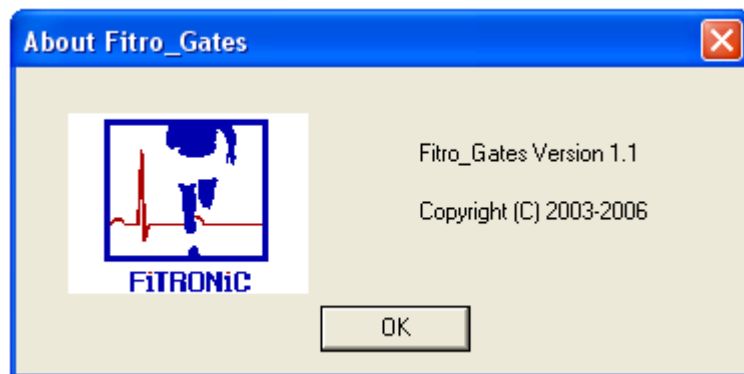 About Fitro_Gates
Fitro_Gates Version 1.1
Copyright (C) 2003-2006
FiTRONiC
OK